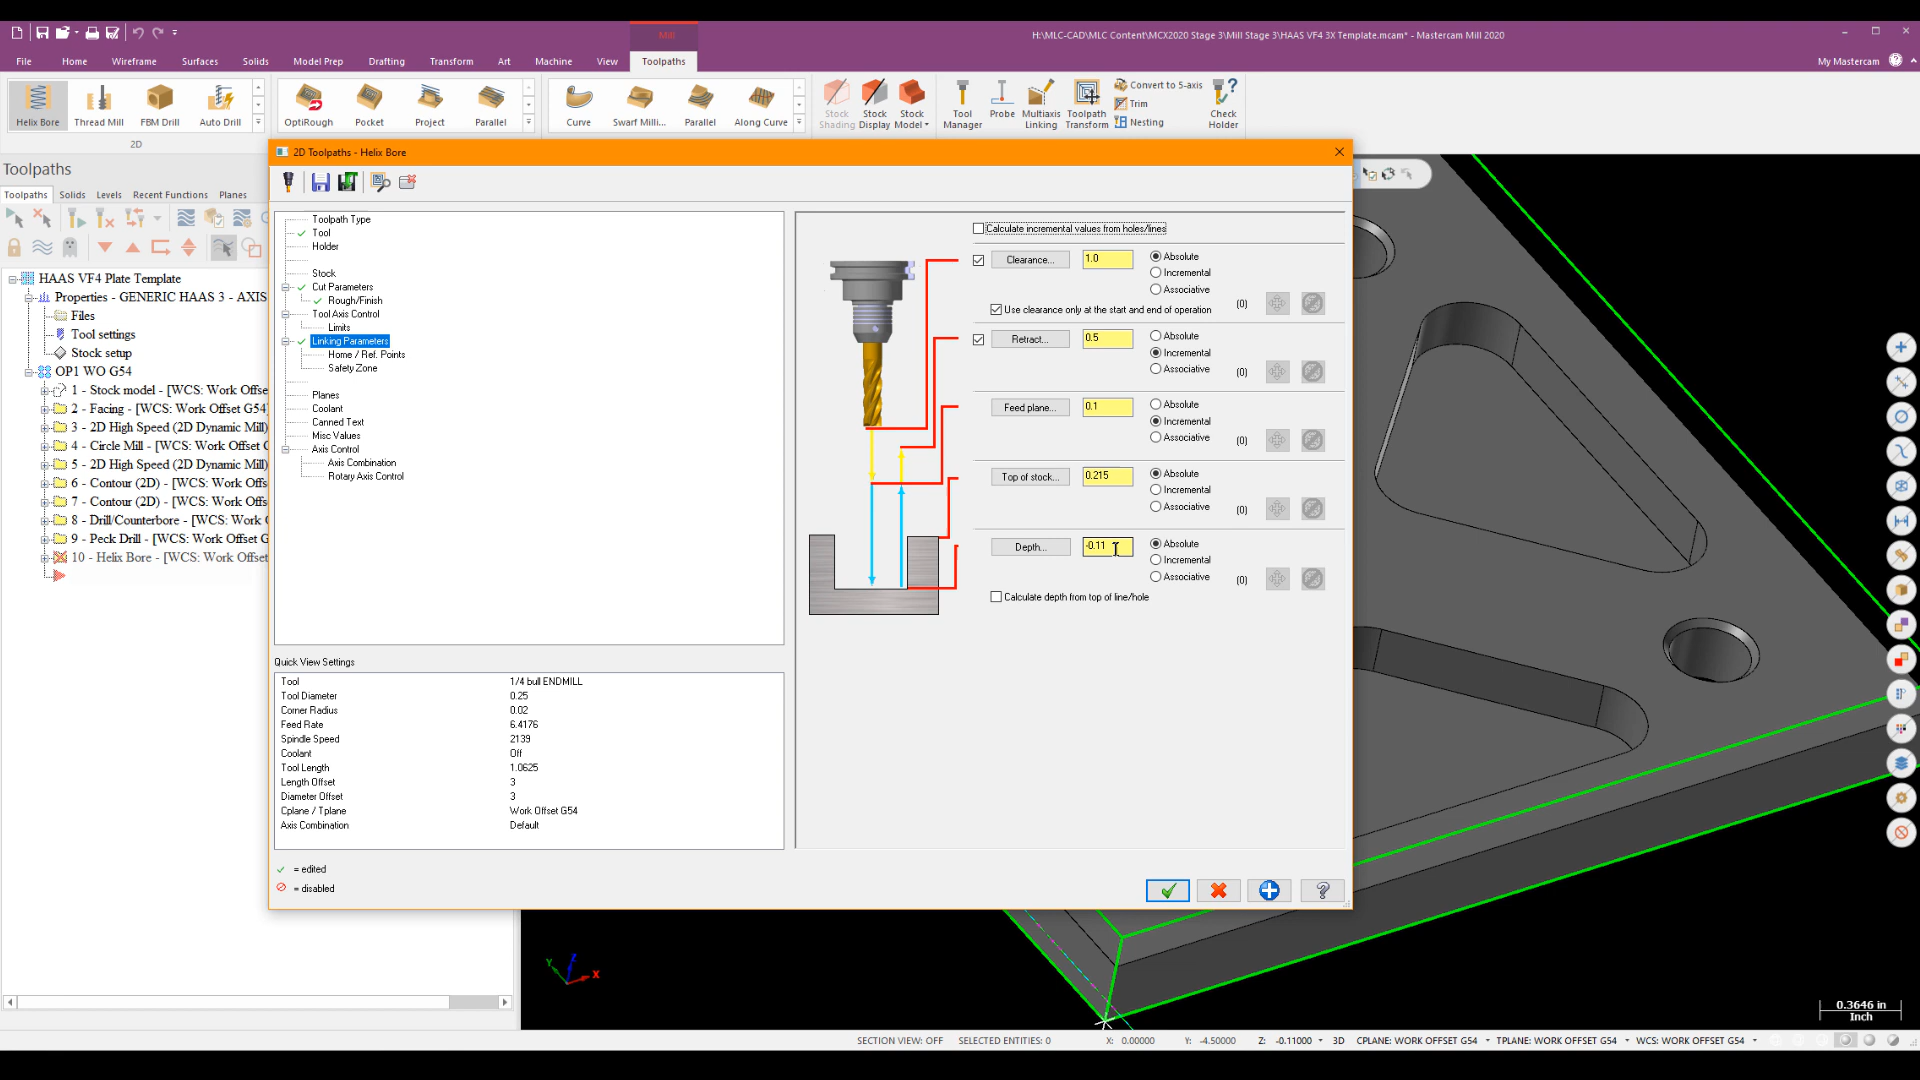 H:\MLC-CAD\MLC Content\MCX2020 Stage 3\Mill Stage 3\HAAS VF4 3X Template.mcam* - Mastercam Mill 2020
Mill
File Home Wireframe Surfaces Solids Model Prep Drafting Transform Art Machine View Toolpaths My Mastercam
Helix Bore Thread Mill FBM Drill Auto Drill OptiRough Pocket Project Parallel Curve Swarf Milli... Parallel Along Curve
Stock Shading Stock Display Stock Model Tool Manager Probe Multiaxis Linking Toolpath Transform Convert to 5-axis Trim Nesting Check Holder
2D
Toolpaths
Toolpaths Solids Levels Recent Functions Planes
HAAS VF4 Plate Template
Properties - GENERIC HAAS 3 - AXIS
Files
Tool settings
Stock setup
OP1 WO G54
1 - Stock model - [WCS: Work Offse
2 - Facing - [WCS: Work Offset G54]
3 - 2D High Speed (2D Dynamic Mill)
4 - Circle Mill - [WCS: Work Offset G
5 - 2D High Speed (2D Dynamic Mill)
6 - Contour (2D) - [WCS: Work Offs
7 - Contour (2D) - [WCS: Work Offs
8 - Drill/Counterbore - [WCS: Work
9 - Peck Drill - [WCS: Work Offset G
10 - Helix Bore - [WCS: Work Offset
2D Toolpaths - Helix Bore
Toolpath Type
Tool
Holder
Stock
Cut Parameters
Rough/Finish
Tool Axis Control
Limits
Linking Parameters
Home / Ref. Points
Safety Zone
Planes
Coolant
Canned Text
Misc Values
Axis Control
Axis Combination
Rotary Axis Control
Quick View Settings
Tool 1/4 bull ENDMILL
Tool Diameter 0.25
Corner Radius 0.02
Feed Rate 6.4176
Spindle Speed 2139
Coolant Off
Tool Length 1.0625
Length Offset 3
Diameter Offset 3
Cplane / Tplane Work Offset G54
Axis Combination Default
= edited
= disabled
Calculate incremental values from holes/lines
Clearance... 1.0 Absolute
Incremental
Associative
Use clearance only at the start and end of operation (0)
Retract... 0.5 Absolute
Incremental
Associative (0)
Feed plane... 0.1 Absolute
Incremental
Associative (0)
Top of stock... 0.215 Absolute
Incremental
Associative (0)
Depth... -0.11 Absolute
Incremental
Associative (0)
Calculate depth from top of line/hole
Y Z X
0.3646 in
Inch
SECTION VIEW: OFF SELECTED ENTITIES: 0 X: 0.00000 Y: -4.50000 Z: -0.11000 3D CPLANE: WORK OFFSET G54 TPLANE: WORK OFFSET G54 WCS: WORK OFFSET G54